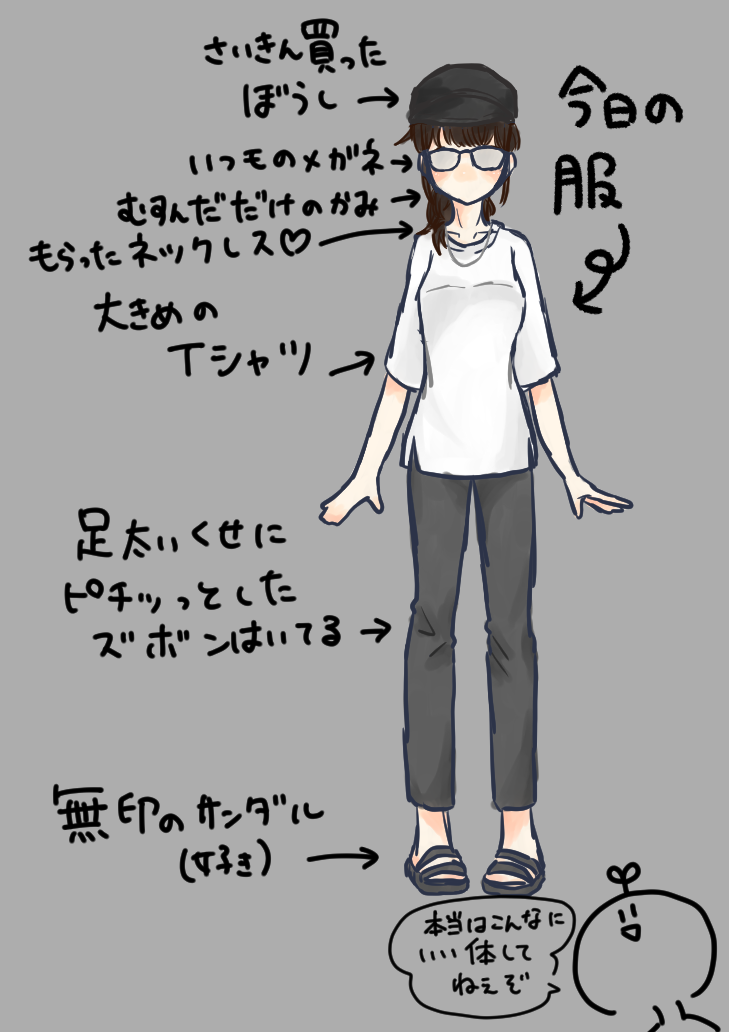 今日の
服
さいきん買った
ぼうし
いつものメガネ
むすんだだけのかみ
もらったネックレス♡
大きめの
Tシャツ
足太いくせに
ピチッっとした
ズボンはいてる
無印のサンダル
(好き)
本当はこんなに
いい体して
ねぇぞ